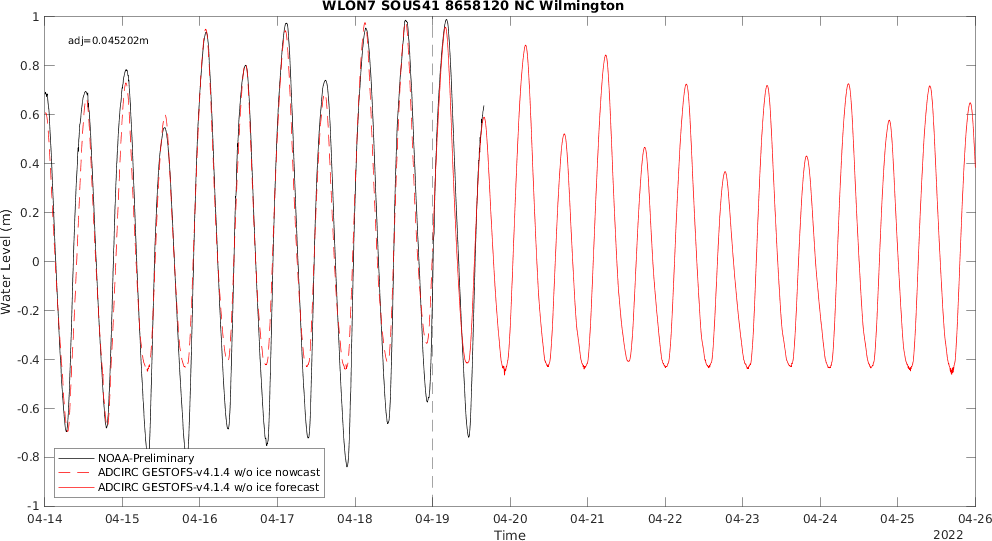 WLON7 SOUS41 8658120 NC Wilmington
adj=0.045202m
1
0.8
0.6
0.4
0.2
0
-0.2
-0.4
-0.6
-0.8
-1
Water Level (m)
NOAA-Preliminary
ADCIRC GESTOFS-v4.1.4 w/o ice nowcast
ADCIRC GESTOFS-v4.1.4 w/o ice forecast
04-14 04-15 04-16 04-17 04-18 04-19 04-20 04-21 04-22 04-23 04-24 04-25 04-26
Time
2022